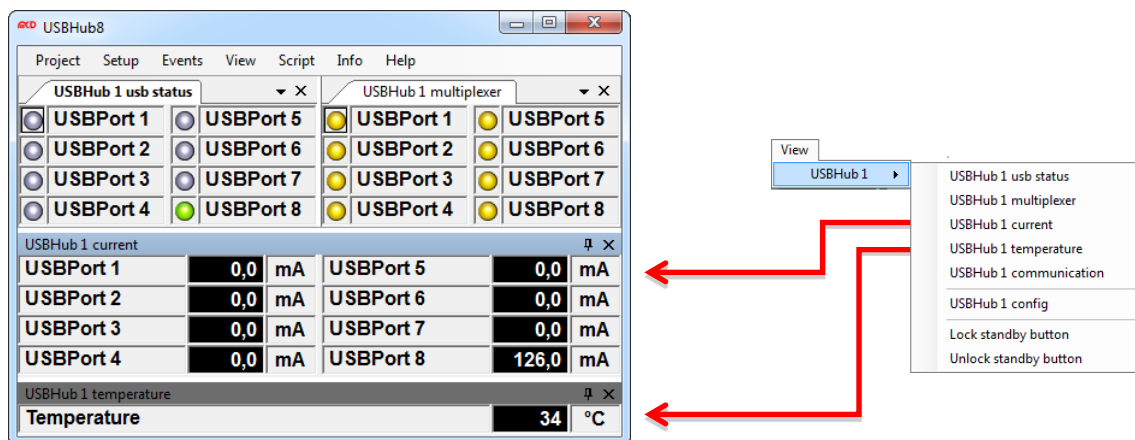 GKD USBHub8
Project Setup Events View Script Info Help
USBHub 1 usb status
USBHub 1 multiplexer
USBPort 1 USBPort 5 USBPort 1 USBPort 5
USBPort 2 USBPort 6 USBPort 2 USBPort 6
USBPort 3 USBPort 7 USBPort 3 USBPort 7
USBPort 4 USBPort 8 USBPort 4 USBPort 8
USBHub 1 current
USBPort 1 0,0 mA USBPort 5 0,0 mA
USBPort 2 0,0 mA USBPort 6 0,0 mA
USBPort 3 0,0 mA USBPort 7 0,0 mA
USBPort 4 0,0 mA USBPort 8 126,0 mA
USBHub 1 temperature
Temperature 34 °C
View
USBHub 1
USBHub 1 usb status
USBHub 1 multiplexer
USBHub 1 current
USBHub 1 temperature
USBHub 1 communication
USBHub 1 config
Lock standby button
Unlock standby button